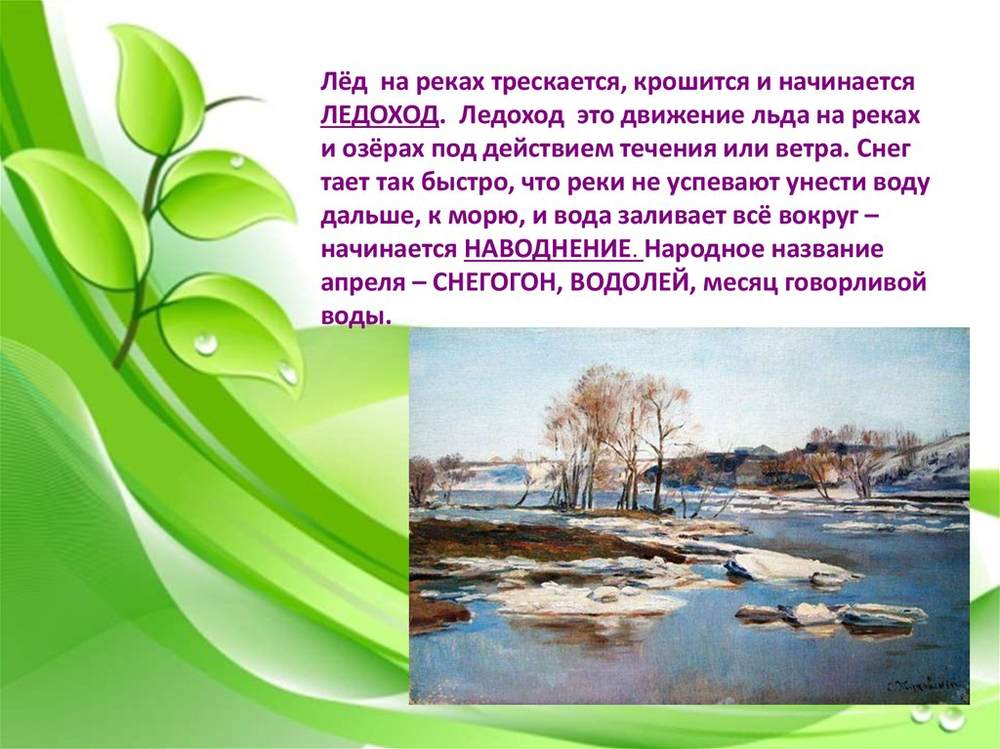 Лёд  на реках трескается, крошится и начинается
ЛЕДОХОД.  Ледоход  это движение льда на реках
и озёрах под действием течения или ветра. Снег
тает так быстро, что реки не успевают унести воду
дальше, к морю, и вода заливает всё вокруг –
начинается НАВОДНЕНИЕ. Народное название
апреля – СНЕГОГОН, ВОДОЛЕЙ, месяц говорливой
воды.